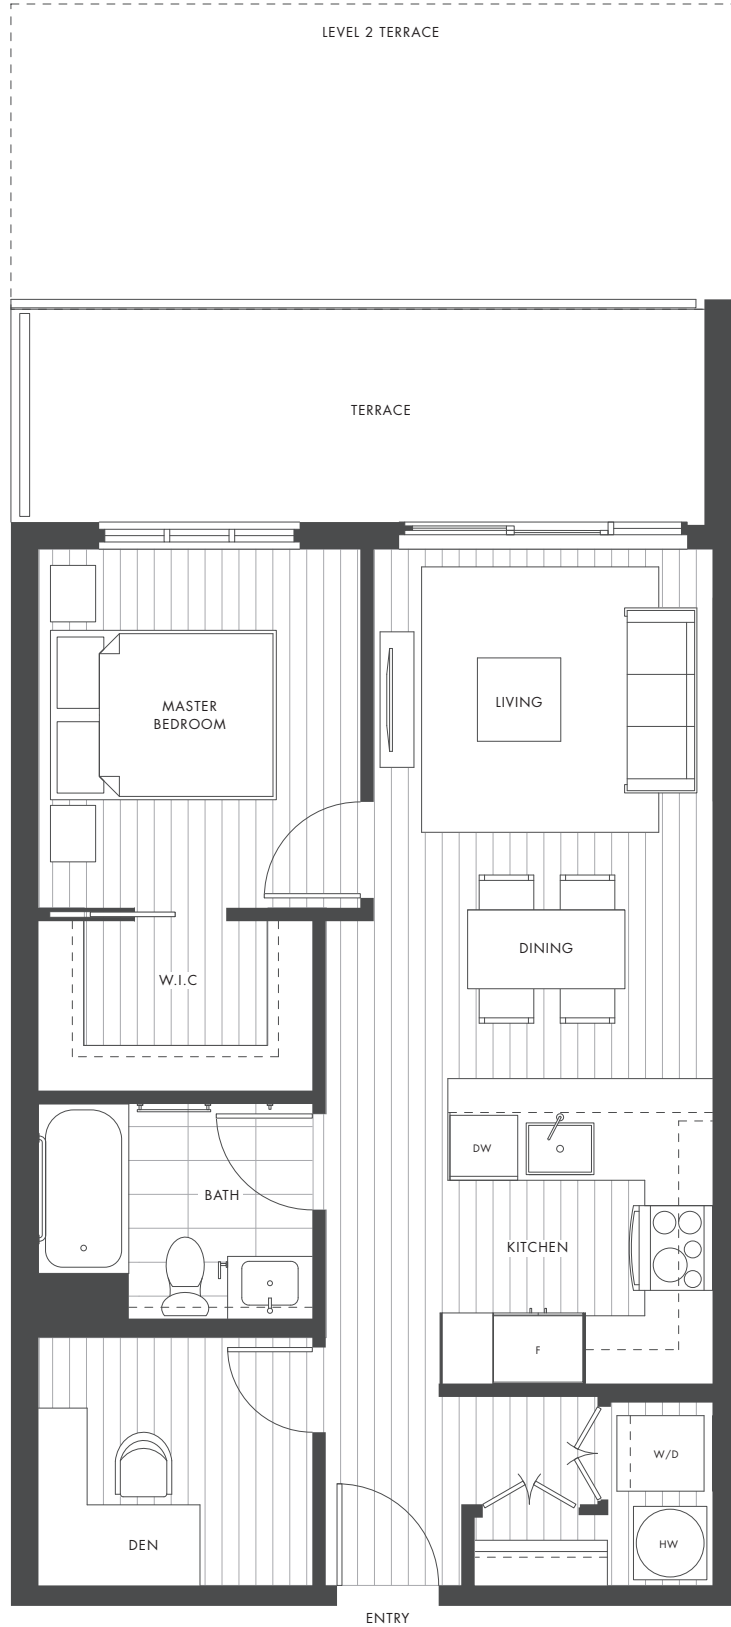 LEVEL 2 TERRACE
TERRACE
MASTER
BEDROOM
LIVING
DINING
W.I.C
DW
BATH
KITCHEN
F
W/D
DEN
HW
ENTRY